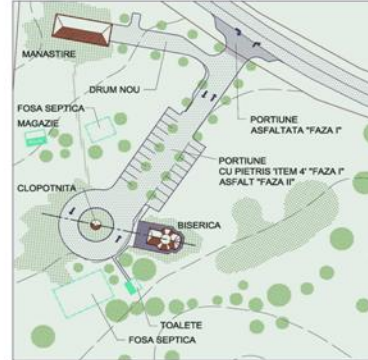 MANASTIRE
DRUM NOU
FOSA SEPTICA
MAGAZIE
PORTIUNE
ASFALTATA "FAZA I"
PORTIUNE
CU PIETRIS 'ITEM 4' "FAZA I"
ASFALT "FAZA II"
CLOPOTNITA
BISERICA
TOALETE
FOSA SEPTICA